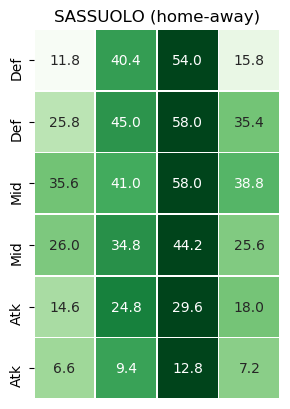 SASSUOLO (home-away)
Def 11.8 40.4 54.0 15.8
Def 25.8 45.0 58.0 35.4
Mid 35.6 41.0 58.0 38.8
Mid 26.0 34.8 44.2 25.6
Atk 14.6 24.8 29.6 18.0
Atk 6.6 9.4 12.8 7.2